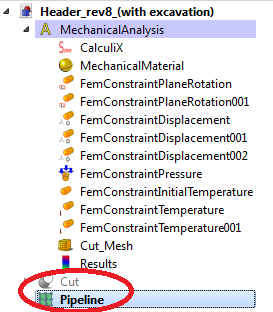 Header_rev8_(with excavation)
MechanicalAnalysis
CalculiX
MechanicalMaterial
FemConstraintPlaneRotation
FemConstraintPlaneRotation001
FemConstraintDisplacement
FemConstraintDisplacement001
FemConstraintDisplacement002
FemConstraintPressure
FemConstraintInitialTemperature
FemConstraintTemperature
FemConstraintTemperature001
Cut_Mesh
Results
Cut
Pipeline